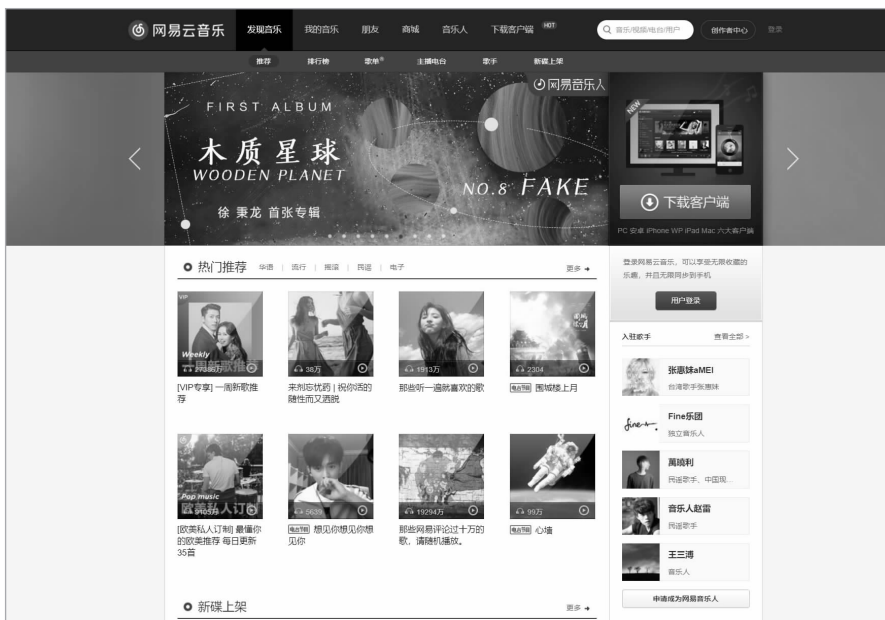 网易云音乐 发现音乐 我的音乐 朋友 商城 音乐人 下载客户端 HOT 音乐/视频/电台/用户 创作者中心 登录
推荐 排行榜 歌单 主播电台 歌手 新碟上架
网易音乐人
FIRST ALBUM
木质星球
WOODEN PLANET
NO.8 FAKE
徐秉龙 首张专辑
NEW
下载客户端
PC 安卓 iPhone WP iPad Mac 六大客户端
热门推荐 华语 | 流行 | 摇滚 | 民谣 | 电子 更多
登录网易云音乐,可以享受无限收藏的
乐趣,并且无限同步到手机
用户登录
VIP
Weekly
一周新歌推荐
27385万
38万
1913万
2304
[VIP专享] 一周新歌推
荐
来剂忘忧药 | 祝你活的
随性而又洒脱
那些听一遍就喜欢的歌
电台节目 围城楼上月
Pop music
欧美私人订制
5639
19294万
99万
[欧美私人订制] 最懂你
的欧美推荐 每日更新
35首
电台节目 想见你想见你想
见你
那些网易评论过十万的
歌,请随机播放。
电台节目 心墙
入驻歌手 查看全部 >
张惠妹aMEI
台湾歌手张惠妹
Fine乐团
独立音乐人
萬曉利
民谣歌手、中国现...
音乐人赵雷
民谣歌手
王三溥
音乐人
申请成为网易音乐人
新碟上架 更多